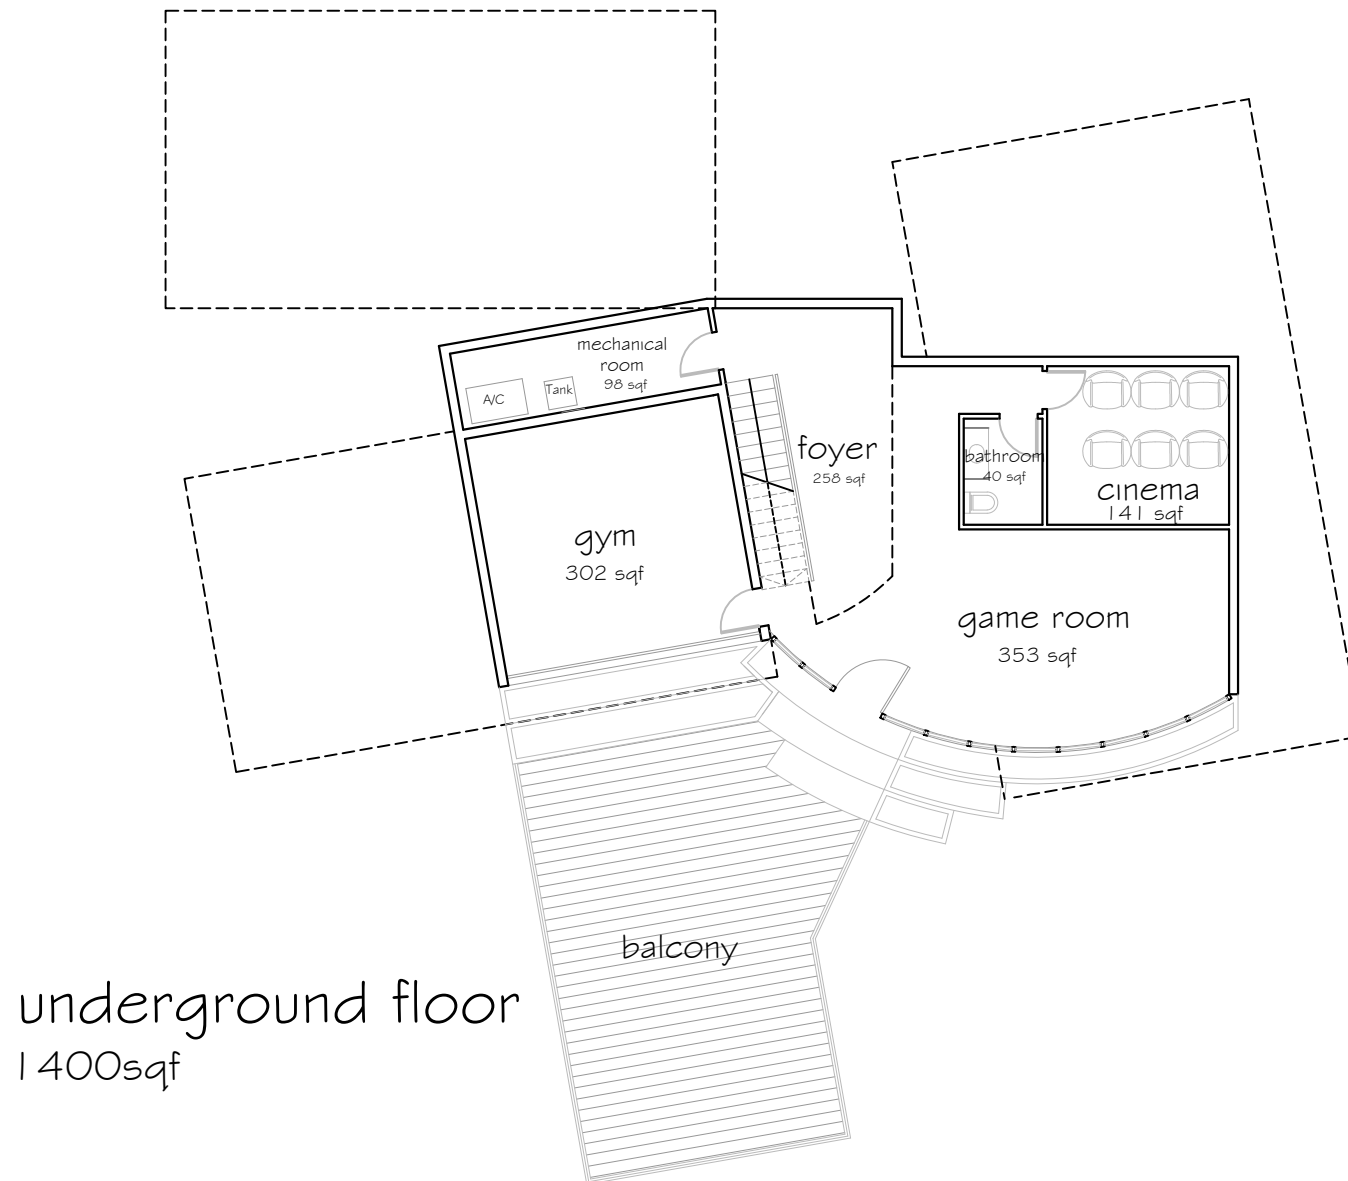 mechanical
room
98 sqf
A/C
Tank
foyer
258 sqf
bathroom
40 sqf
cinema
141 sqf
gym
302 sqf
game room
353 sqf
balcony
underground floor
1400sqf